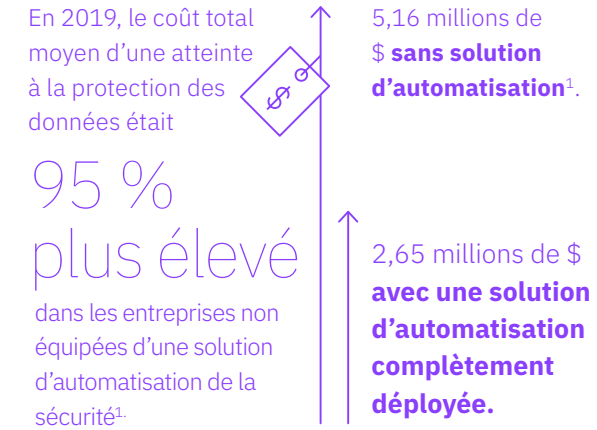 En 2019, le coût total
moyen d’une atteinte
à la protection des
données était
95 %
plus élevé
dans les entreprises non
équipées d’une solution
d’automatisation de la
sécurité¹.
$
5,16 millions de
$ sans solution
d’automatisation¹.
2,65 millions de $
avec une solution
d’automatisation
complètement
déployée.